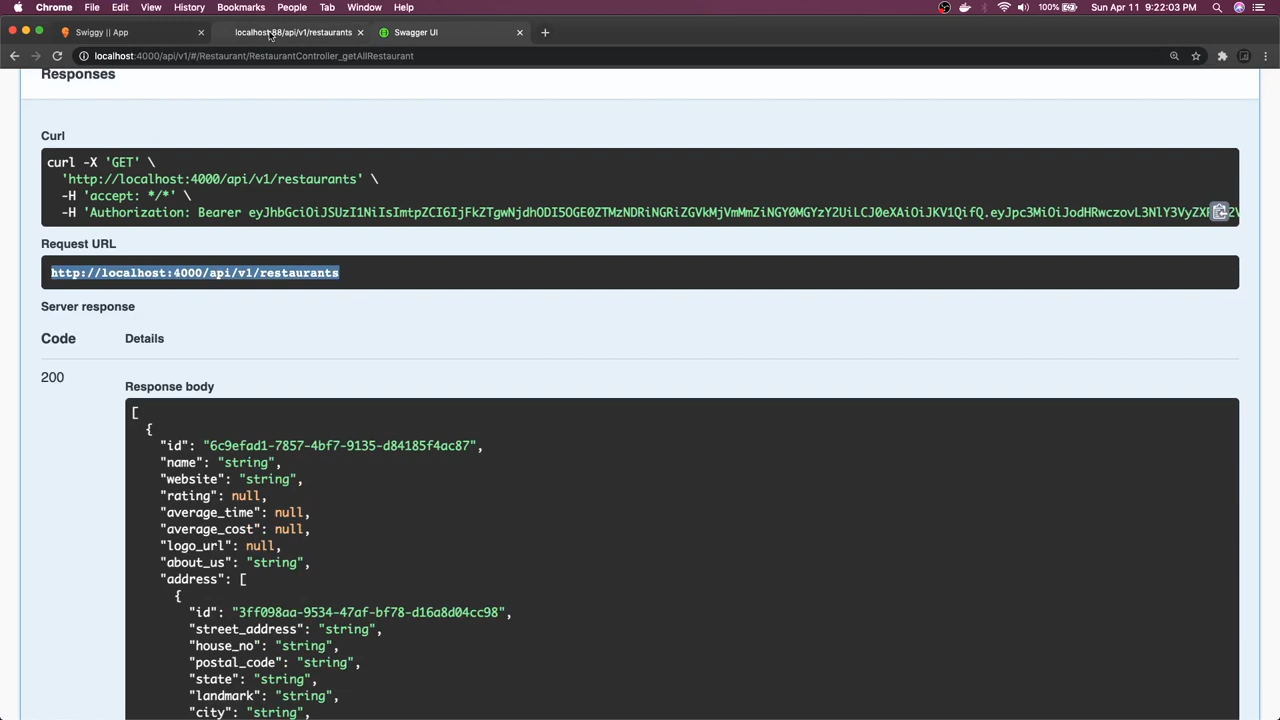 Chrome File Edit View History Bookmarks People Tab Window Help 100% Sun Apr 11 9:22:03 PM
Swiggy || App localhost:88/api/v1/restaurants Swagger UI
localhost:4000/api/v1/#/Restaurant/RestaurantController_getAllRestaurant
Responses
Curl
curl -X 'GET' \
'http://localhost:4000/api/v1/restaurants' \
-H 'accept: */*' \
Request URL
http://localhost:4000/api/v1/restaurants
Server response
Code Details
200
Response body
[
{
"id": "6c9efad1-7857-4bf7-9135-d84185f4ac87",
"name": "string",
"website": "string",
"rating": null,
"average_time": null,
"average_cost": null,
"logo_url": null,
"about_us": "string",
"address": [
{
"id": "3ff098aa-9534-47af-bf78-d16a8d04cc98",
"street_address": "string",
"house_no": "string",
"postal_code": "string",
"state": "string",
"landmark": "string",
"city": "string",